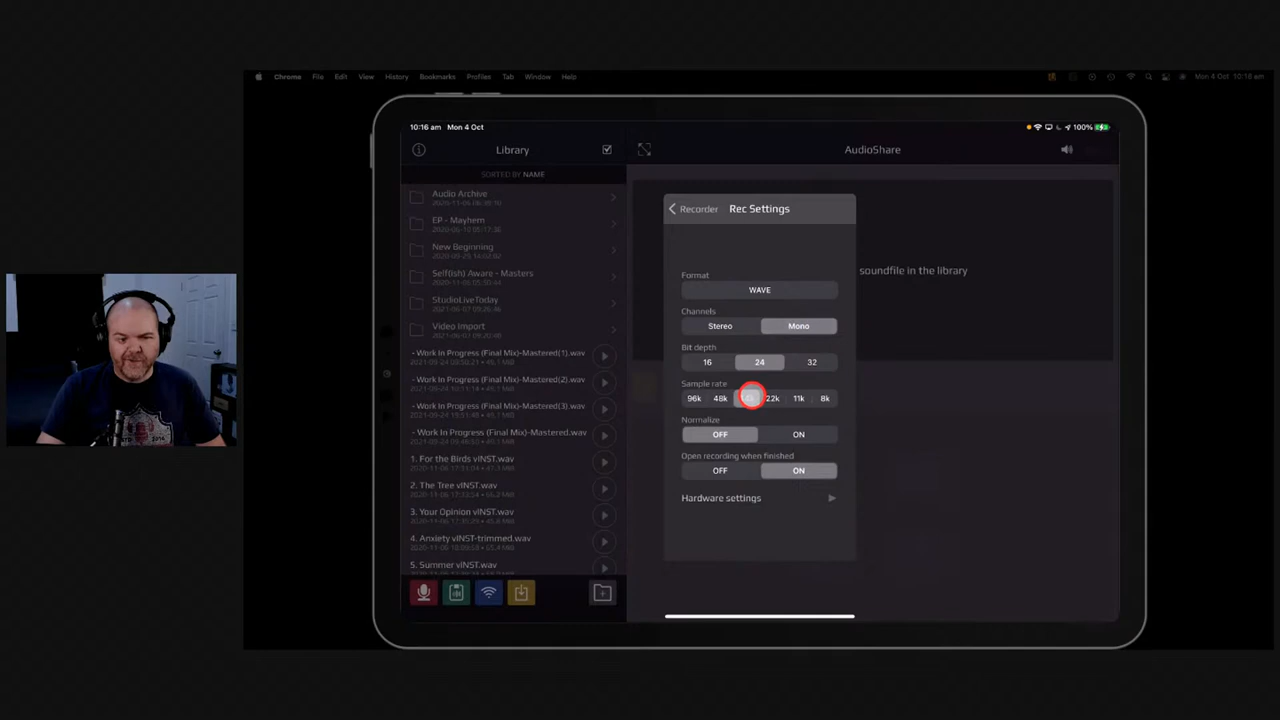 Chrome File Edit View History Bookmarks Profiles Tab Window Help
Mon 4 Oct 10:16 am
10:16 am Mon 4 Oct
100%
Library
AudioShare
SORTED BY NAME
Audio Archive
EP - Mayhem
New Beginning
Self(ish) Aware - Masters
StudioLiveToday
Video Import
- Work In Progress (Final Mix)-Mastered(1).wav
- Work In Progress (Final Mix)-Mastered(2).wav
- Work In Progress (Final Mix)-Mastered(3).wav
- Work In Progress (Final Mix)-Mastered.wav
1. For the Birds vINST.wav
2. The Tree vINST.wav
3. Your Opinion vINST.wav
4. Anxiety vINST-trimmed.wav
5. Summer vINST.wav
soundfile in the library
Recorder
Rec Settings
Format
WAVE
Channels
Stereo Mono
Bit depth
16 24 32
Sample rate
96k 48k 22k 11k 8k
Normalize
OFF ON
Open recording when finished
OFF ON
Hardware settings